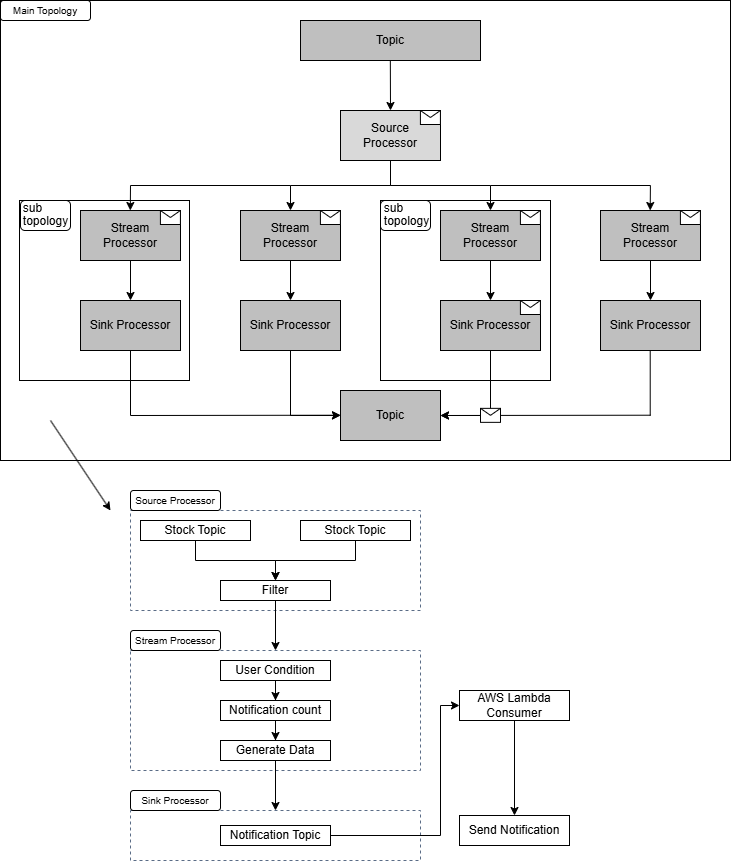 Main Topology
Topic
Source
Processor
sub
topology
Stream
Processor
Stream
Processor
sub
topology
Stream
Processor
Stream
Processor
Sink Processor
Sink Processor
Sink Processor
Sink Processor
Topic
Source Processor
Stock Topic
Stock Topic
Filter
Stream Processor
User Condition
Notification count
Generate Data
AWS Lambda
Consumer
Sink Processor
Notification Topic
Send Notification